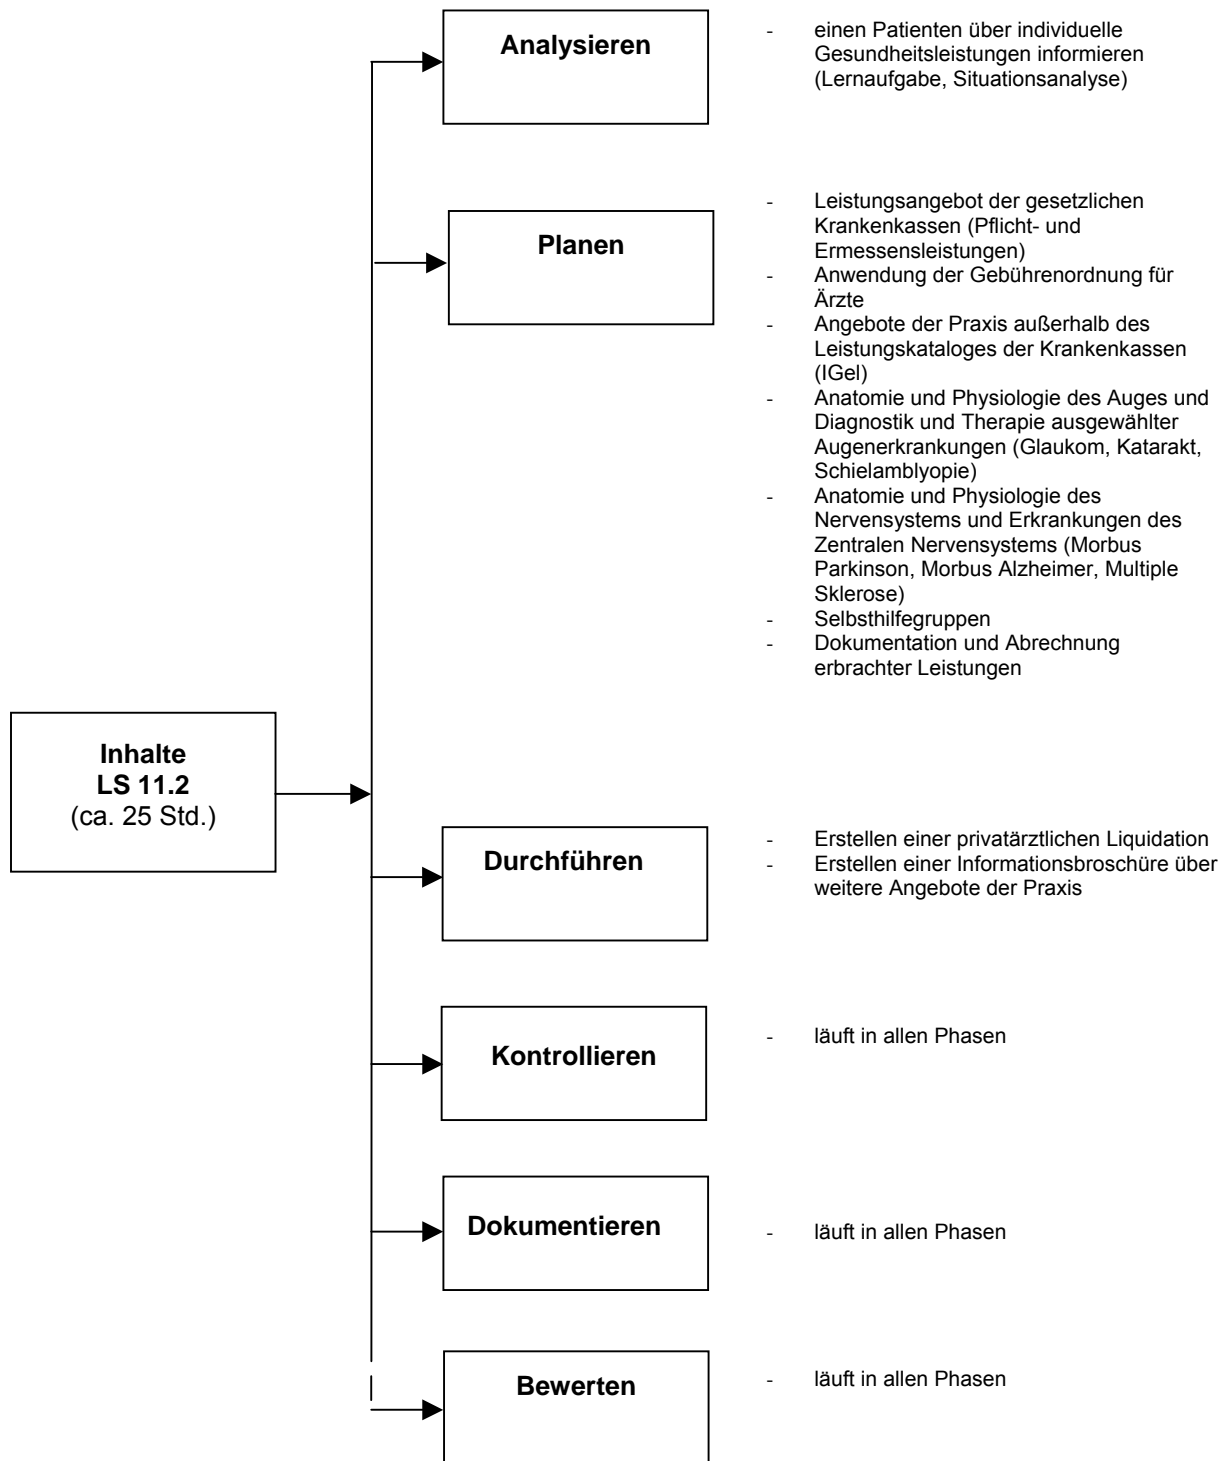 Analysieren
- einen Patienten über individuelle
Gesundheitsleistungen informieren
(Lernaufgabe, Situationsanalyse)
Planen
- Leistungsangebot der gesetzlichen
Krankenkassen (Pflicht- und
Ermessensleistungen)
- Anwendung der Gebührenordnung für
Ärzte
- Angebote der Praxis außerhalb des
Leistungskataloges der Krankenkassen
(IGel)
- Anatomie und Physiologie des Auges und
Diagnostik und Therapie ausgewählter
Augenerkrankungen (Glaukom, Katarakt,
Schielamblyopie)
- Anatomie und Physiologie des
Nervensystems und Erkrankungen des
Zentralen Nervensystems (Morbus
Parkinson, Morbus Alzheimer, Multiple
Sklerose)
- Selbsthilfegruppen
- Dokumentation und Abrechnung
erbrachter Leistungen
Inhalte
LS 11.2
(ca. 25 Std.)
Durchführen
- Erstellen einer privatärztlichen Liquidation
- Erstellen einer Informationsbroschüre über
weitere Angebote der Praxis
Kontrollieren
- läuft in allen Phasen
Dokumentieren
- läuft in allen Phasen
Bewerten
- läuft in allen Phasen